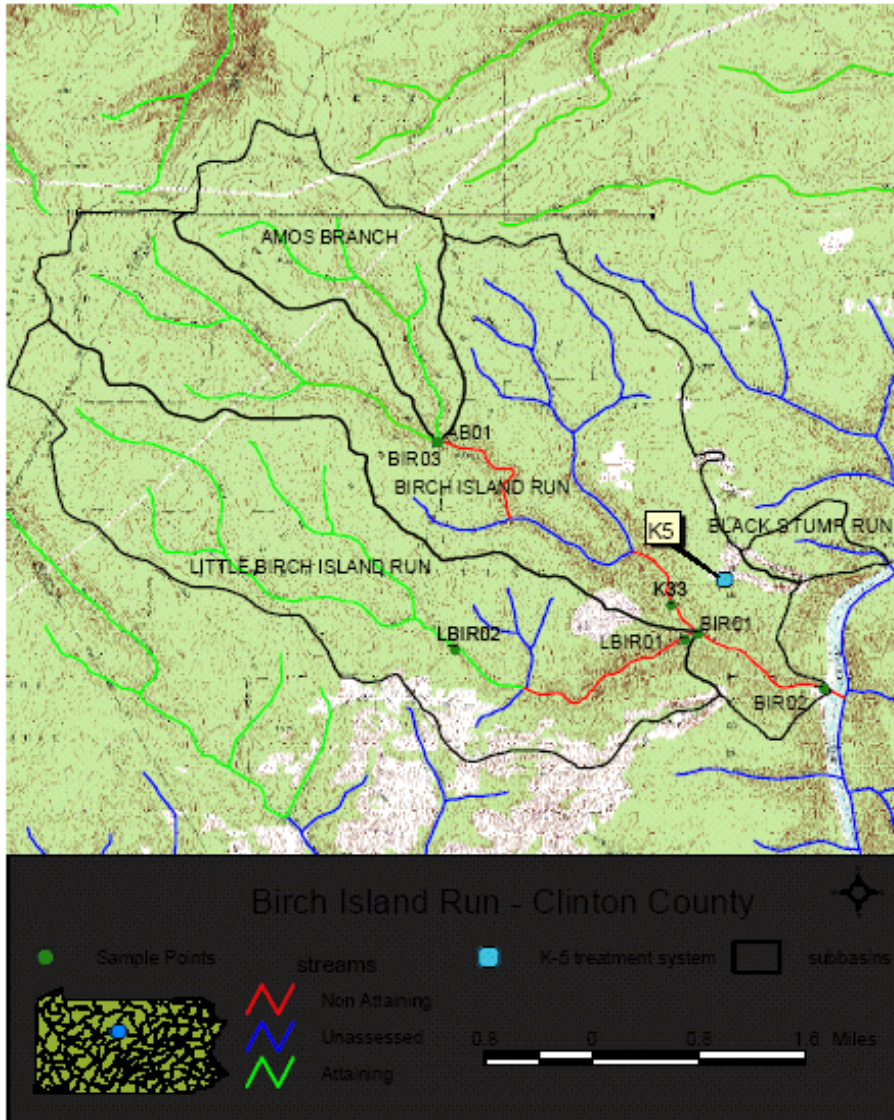 AMOS BRANCH
AB01
BIR03
BIRCH ISLAND RUN
K5
BLACK STUMP RUN
LITTLE BIRCH ISLAND RUN
K33
LBIR02
LBIR01
BIR01
BIR02
Birch Island Run - Clinton County
Sample Points
streams
K-5 treatment system
subbasins
Non Attaining
Unassessed
Attaining
0.8 0 0.8 1.6 Miles